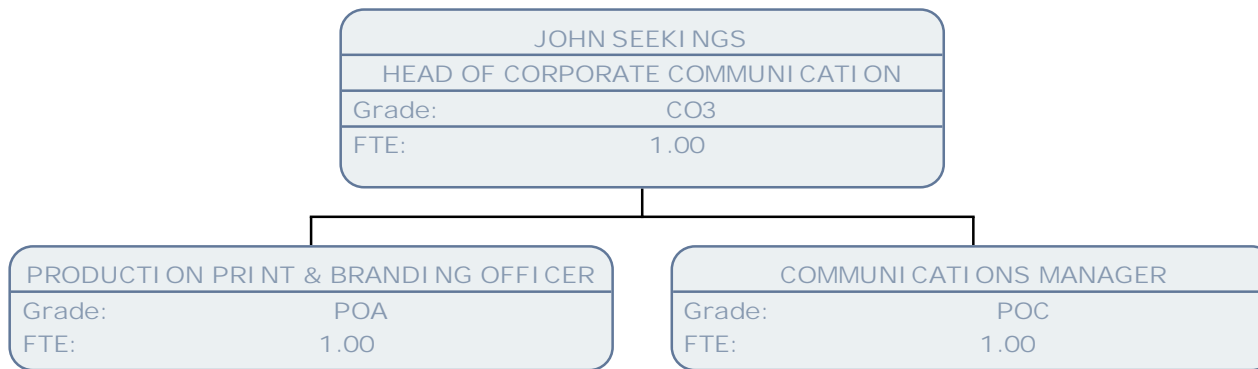 JOHN SEEKINGS
HEAD OF CORPORATE COMMUNICATION
Grade: CO3
FTE: 1.00
PRODUCTION PRINT & BRANDING OFFICER
Grade: POA
FTE: 1.00
COMMUNICATIONS MANAGER
Grade: POC
FTE: 1.00